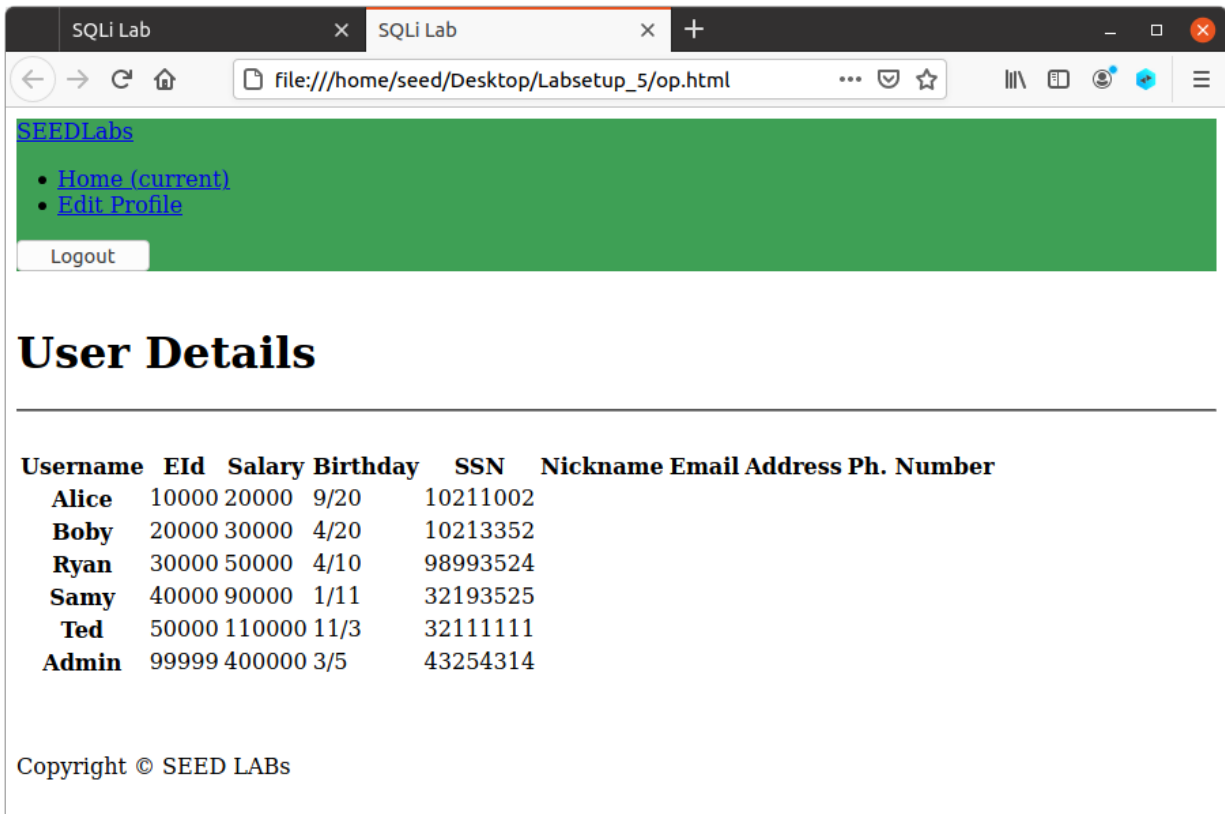 SQLi Lab SQLi Lab
file:///home/seed/Desktop/Labsetup_5/op.html
SEEDLabs
Home (current)
Edit Profile
Logout
User Details
Username EId Salary Birthday SSN Nickname Email Address Ph. Number
Alice 10000 20000 9/20 10211002
Boby 20000 30000 4/20 10213352
Ryan 30000 50000 4/10 98993524
Samy 40000 90000 1/11 32193525
Ted 50000 110000 11/3 32111111
Admin 99999 400000 3/5 43254314
Copyright © SEED LABs